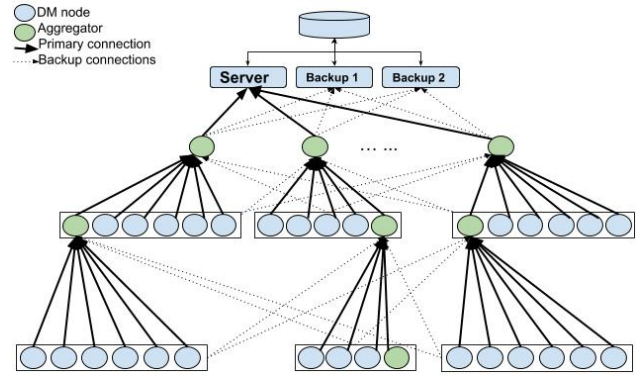 DM node
Aggregator
Primary connection
Backup connections
Server
Backup 1
Backup 2
... ...